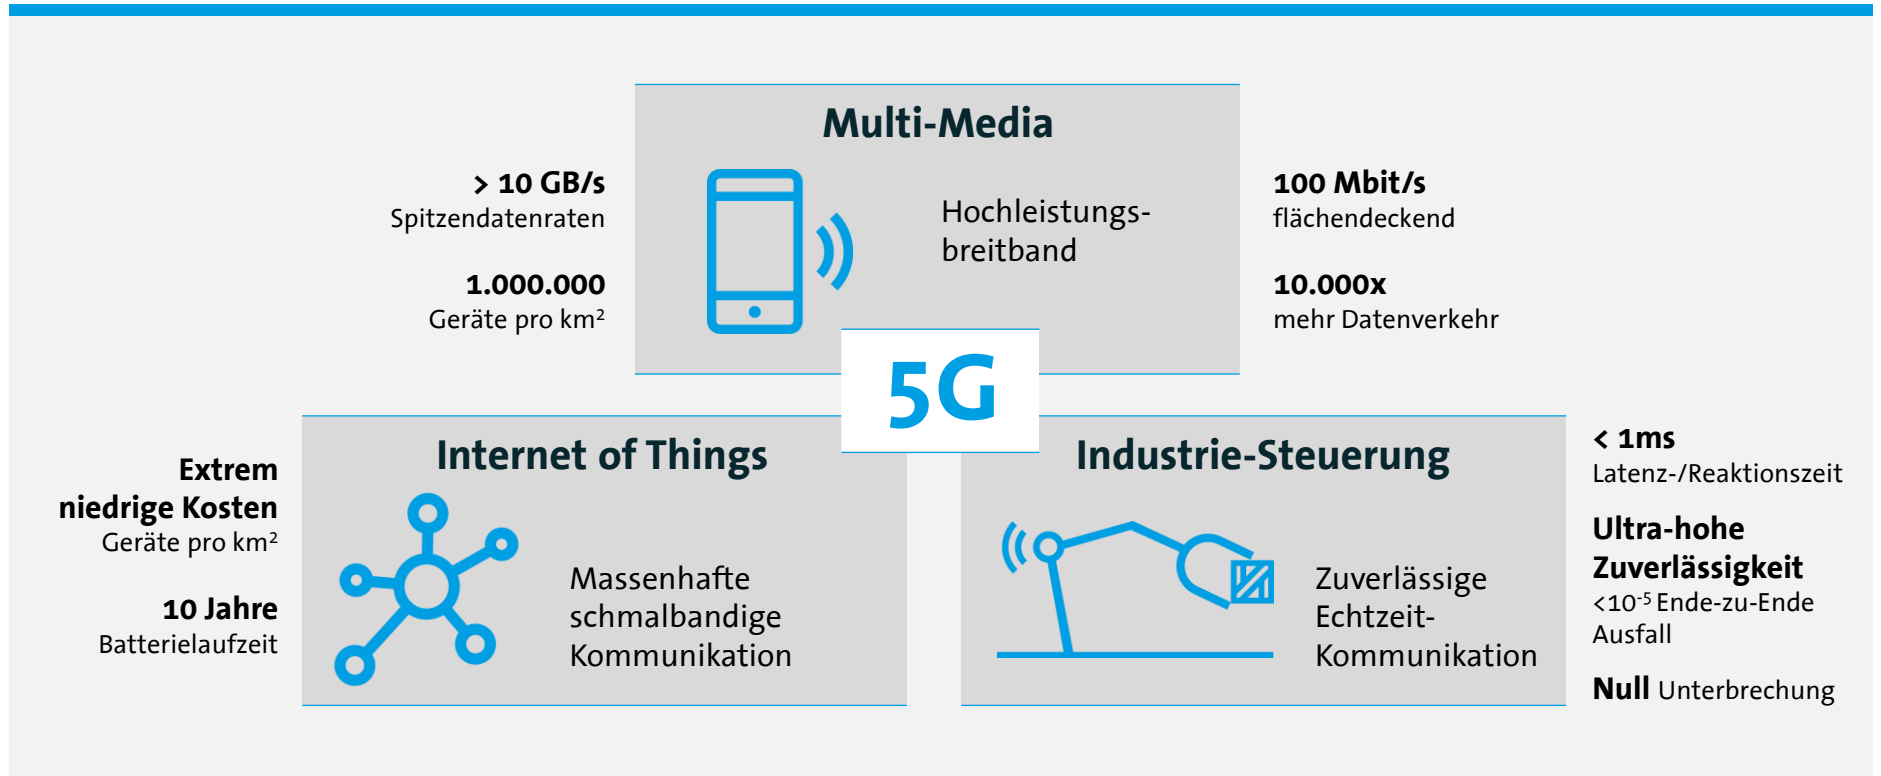 Multi-Media
> 10 GB/s
Spitzendatenraten
1.000.000
Geräte pro km²
Hochleistungs-
breitband
100 Mbit/s
flächendeckend
10.000x
mehr Datenverkehr
5G
Internet of Things
Extrem
niedrige Kosten
Geräte pro km²
10 Jahre
Batterielaufzeit
Massenhafte
schmalbandige
Kommunikation
Industrie-Steuerung
Zuverlässige
Echtzeit-
Kommunikation
< 1ms
Latenz-/Reaktionszeit
Ultra-hohe
Zuverlässigkeit
<10⁻⁵ Ende-zu-Ende
Ausfall
Null Unterbrechung